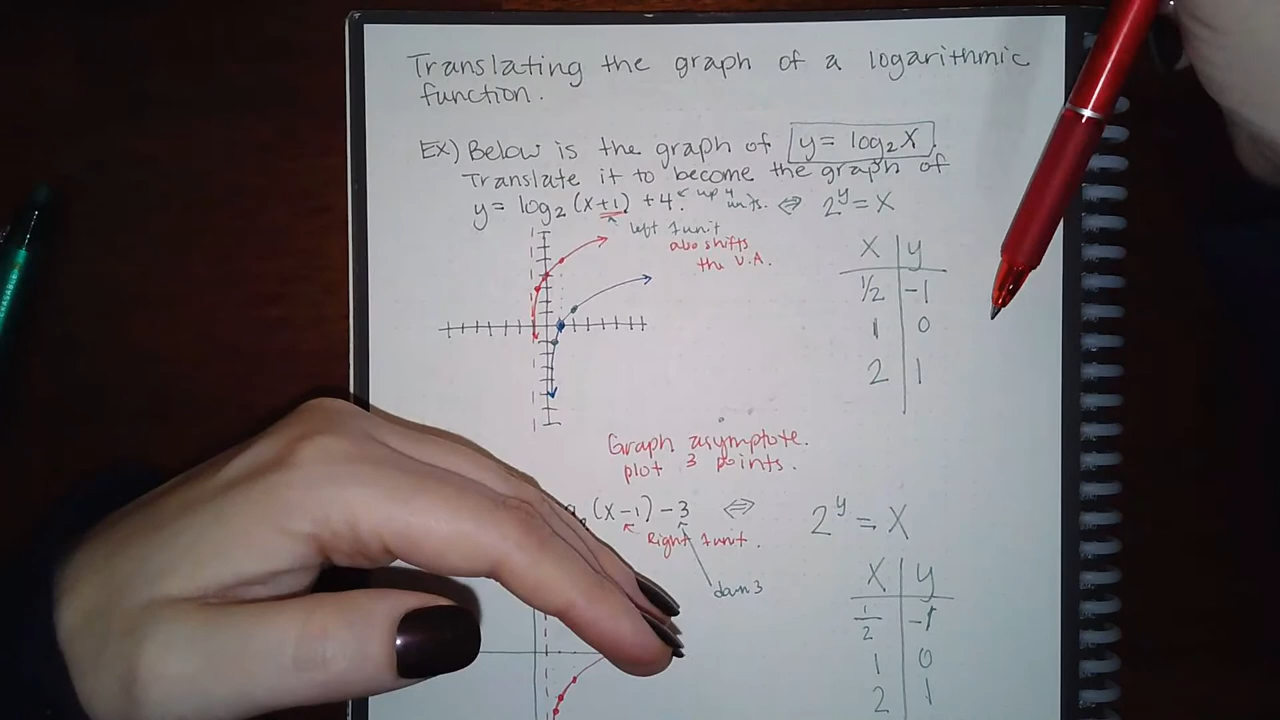 Translating the graph of a logarithmic
function.
EX) Below is the graph of y = log₂X.
Translate it to become the graph of
y = log₂ (x+1) +4. up 4 units. ⇔ 2^y = X
left 1 unit
also shifts
the V.A.
X | y
1/2 | -1
1 | 0
2 | 1
Graph asymptote.
plot 3 points.
(x-1) - 3 ⇔ 2^y = X
Right 1 unit.
down 3
X | y
1/2 | -1
1 | 0
2 | 1